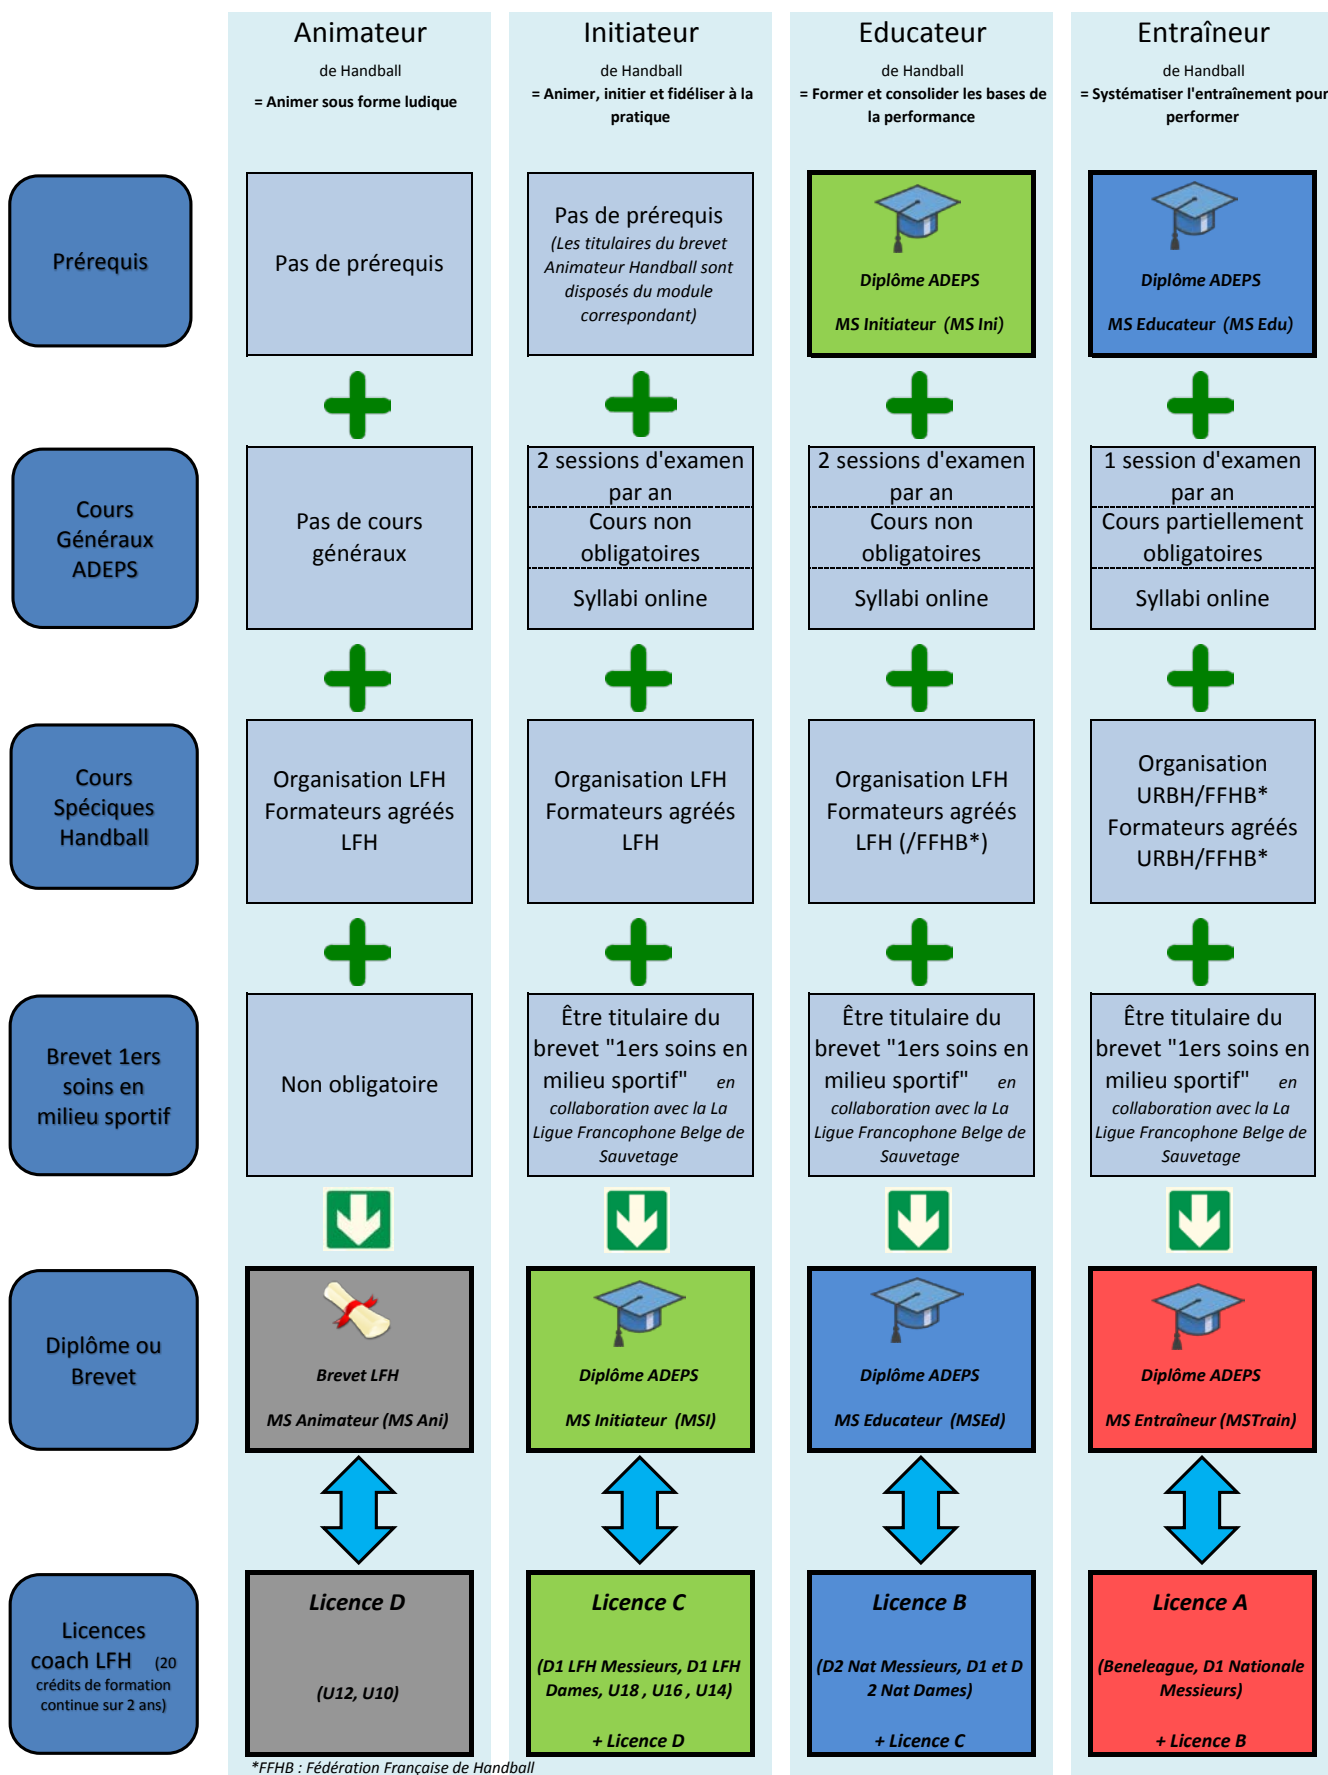 Animateur
de Handball
= Animer sous forme ludique
Initiateur
de Handball
= Animer, initier et fidéliser à la
pratique
Educateur
de Handball
= Former et consolider les bases de
la performance
Entraîneur
de Handball
= Systématiser l'entraînement pour
performer
Prérequis
Pas de prérequis
Pas de prérequis
(Les titulaires du brevet
Animateur Handball sont
disposés du module
correspondant)
Diplôme ADEPS
MS Initiateur (MS Ini)
Diplôme ADEPS
MS Educateur (MS Edu)
Cours
Généraux
ADEPS
Pas de cours
généraux
2 sessions d'examen
par an
Cours non
obligatoires
Syllabi online
2 sessions d'examen
par an
Cours non
obligatoires
Syllabi online
1 session d'examen
par an
Cours partiellement
obligatoires
Syllabi online
Cours
Spéciques
Handball
Organisation LFH
Formateurs agréés
LFH
Organisation LFH
Formateurs agréés
LFH
Organisation LFH
Formateurs agréés
LFH (/FFHB*)
Organisation
URBH/FFHB*
Formateurs agréés
URBH/FFHB*
Brevet 1ers
soins en
milieu sportif
Non obligatoire
Être titulaire du
brevet "1ers soins en
milieu sportif" en
collaboration avec la La
Ligue Francophone Belge de
Sauvetage
Être titulaire du
brevet "1ers soins en
milieu sportif" en
collaboration avec la La
Ligue Francophone Belge de
Sauvetage
Être titulaire du
brevet "1ers soins en
milieu sportif" en
collaboration avec la La
Ligue Francophone Belge de
Sauvetage
Diplôme ou
Brevet
Brevet LFH
MS Animateur (MS Ani)
Diplôme ADEPS
MS Initiateur (MSI)
Diplôme ADEPS
MS Educateur (MSEd)
Diplôme ADEPS
MS Entraîneur (MSTrain)
Licences
coach LFH (20
crédits de formation
continue sur 2 ans)
Licence D
(U12, U10)
Licence C
(D1 LFH Messieurs, D1 LFH
Dames, U18 , U16 , U14)
+ Licence D
Licence B
(D2 Nat Messieurs, D1 et D
2 Nat Dames)
+ Licence C
Licence A
(Beneleague, D1 Nationale
Messieurs)
+ Licence B
*FFHB : Fédération Française de Handball